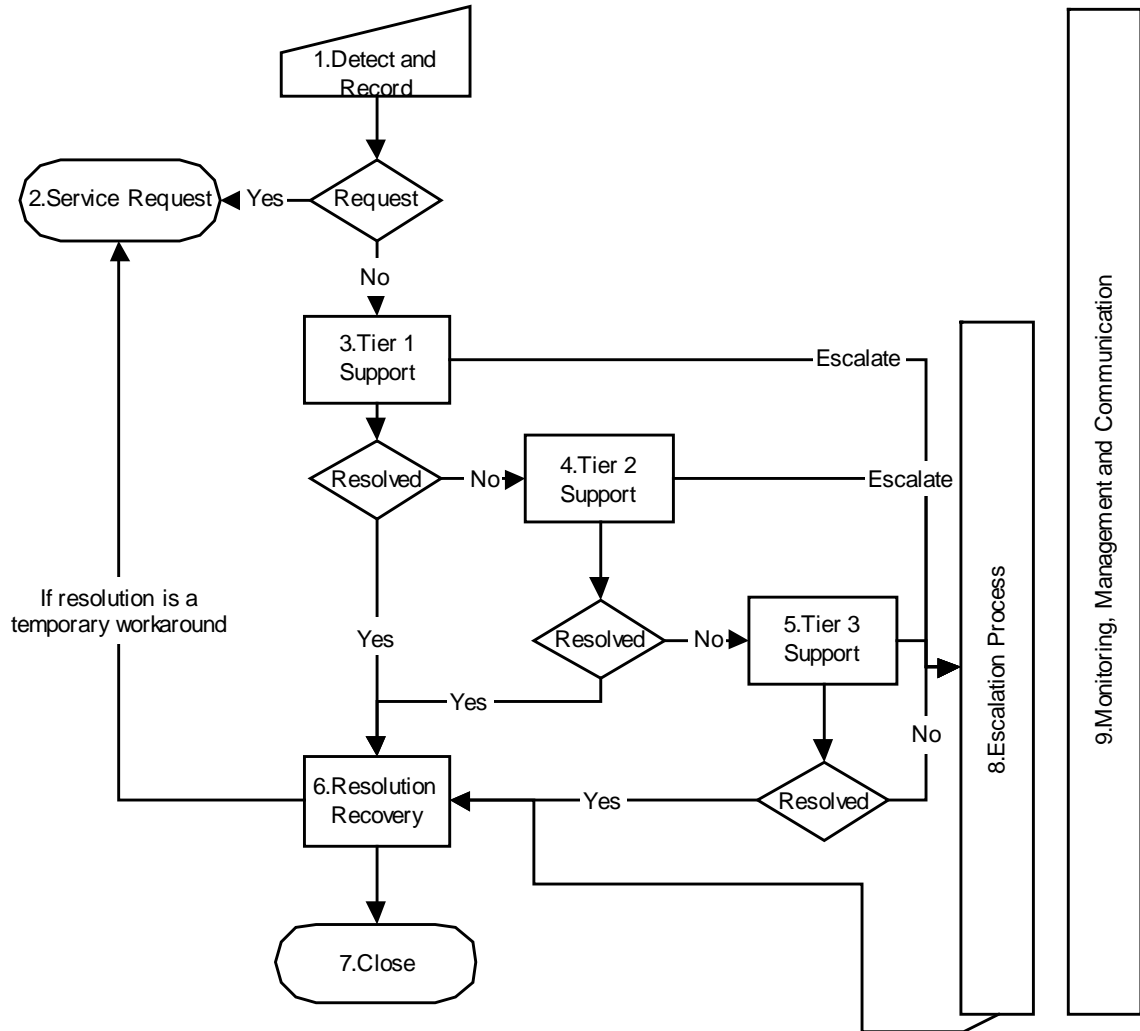 1.Detect and
Record
2.Service Request
Yes
Request
No
3.Tier 1
Support
Escalate
Resolved
No
4.Tier 2
Support
Escalate
If resolution is a
temporary workaround
Yes
Resolved
No
5.Tier 3
Support
Yes
No
6.Resolution
Recovery
Yes
Resolved
7.Close
8.Escalation Process
9.Monitoring, Management and Communication